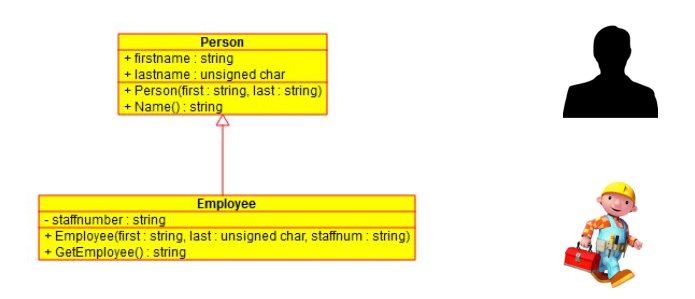 Person
+ firstname : string
+ lastname : unsigned char
+ Person(first : string, last : string)
+ Name() : string
Employee
- staffnumber : string
+ Employee(first : string, last : unsigned char, staffnum : string)
+ GetEmployee() : string